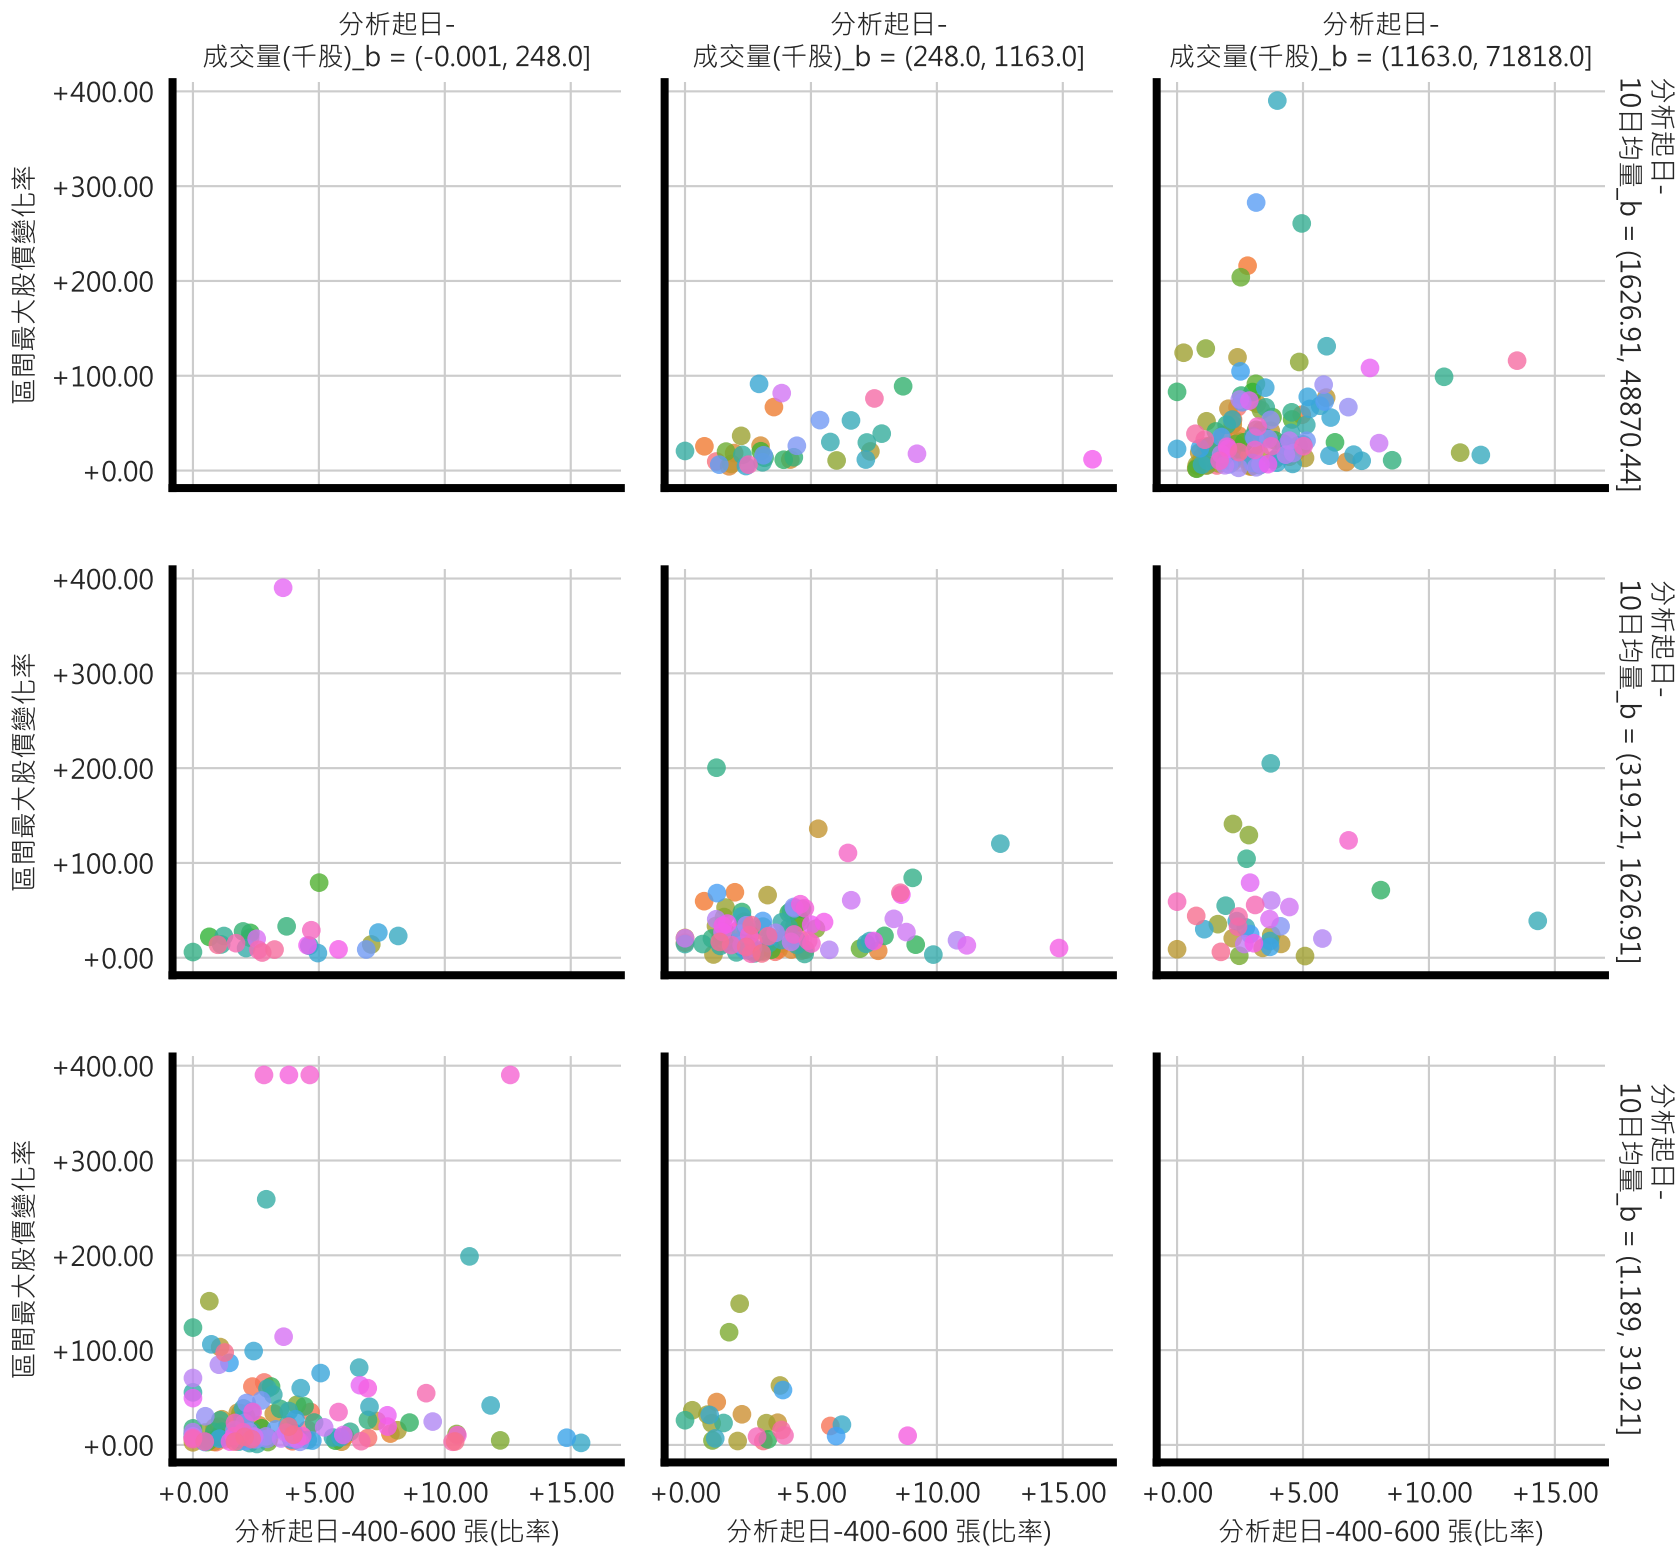 分析起日-
成交量(千股)_b = (-0.001, 248.0]
分析起日-
成交量(千股)_b = (248.0, 1163.0]
分析起日-
成交量(千股)_b = (1163.0, 71818.0]
區間最大股價變化率
+400.00
+300.00
+200.00
+100.00
+0.00
分析起日-
10日均量_b = (1626.91, 48870.44]
區間最大股價變化率
+400.00
+300.00
+200.00
+100.00
+0.00
分析起日-
10日均量_b = (319.21, 1626.91]
區間最大股價變化率
+400.00
+300.00
+200.00
+100.00
+0.00
分析起日-
10日均量_b = (1.189, 319.21]
+0.00 +5.00 +10.00 +15.00
+0.00 +5.00 +10.00 +15.00
+0.00 +5.00 +10.00 +15.00
分析起日-400-600 張(比率)
分析起日-400-600 張(比率)
分析起日-400-600 張(比率)